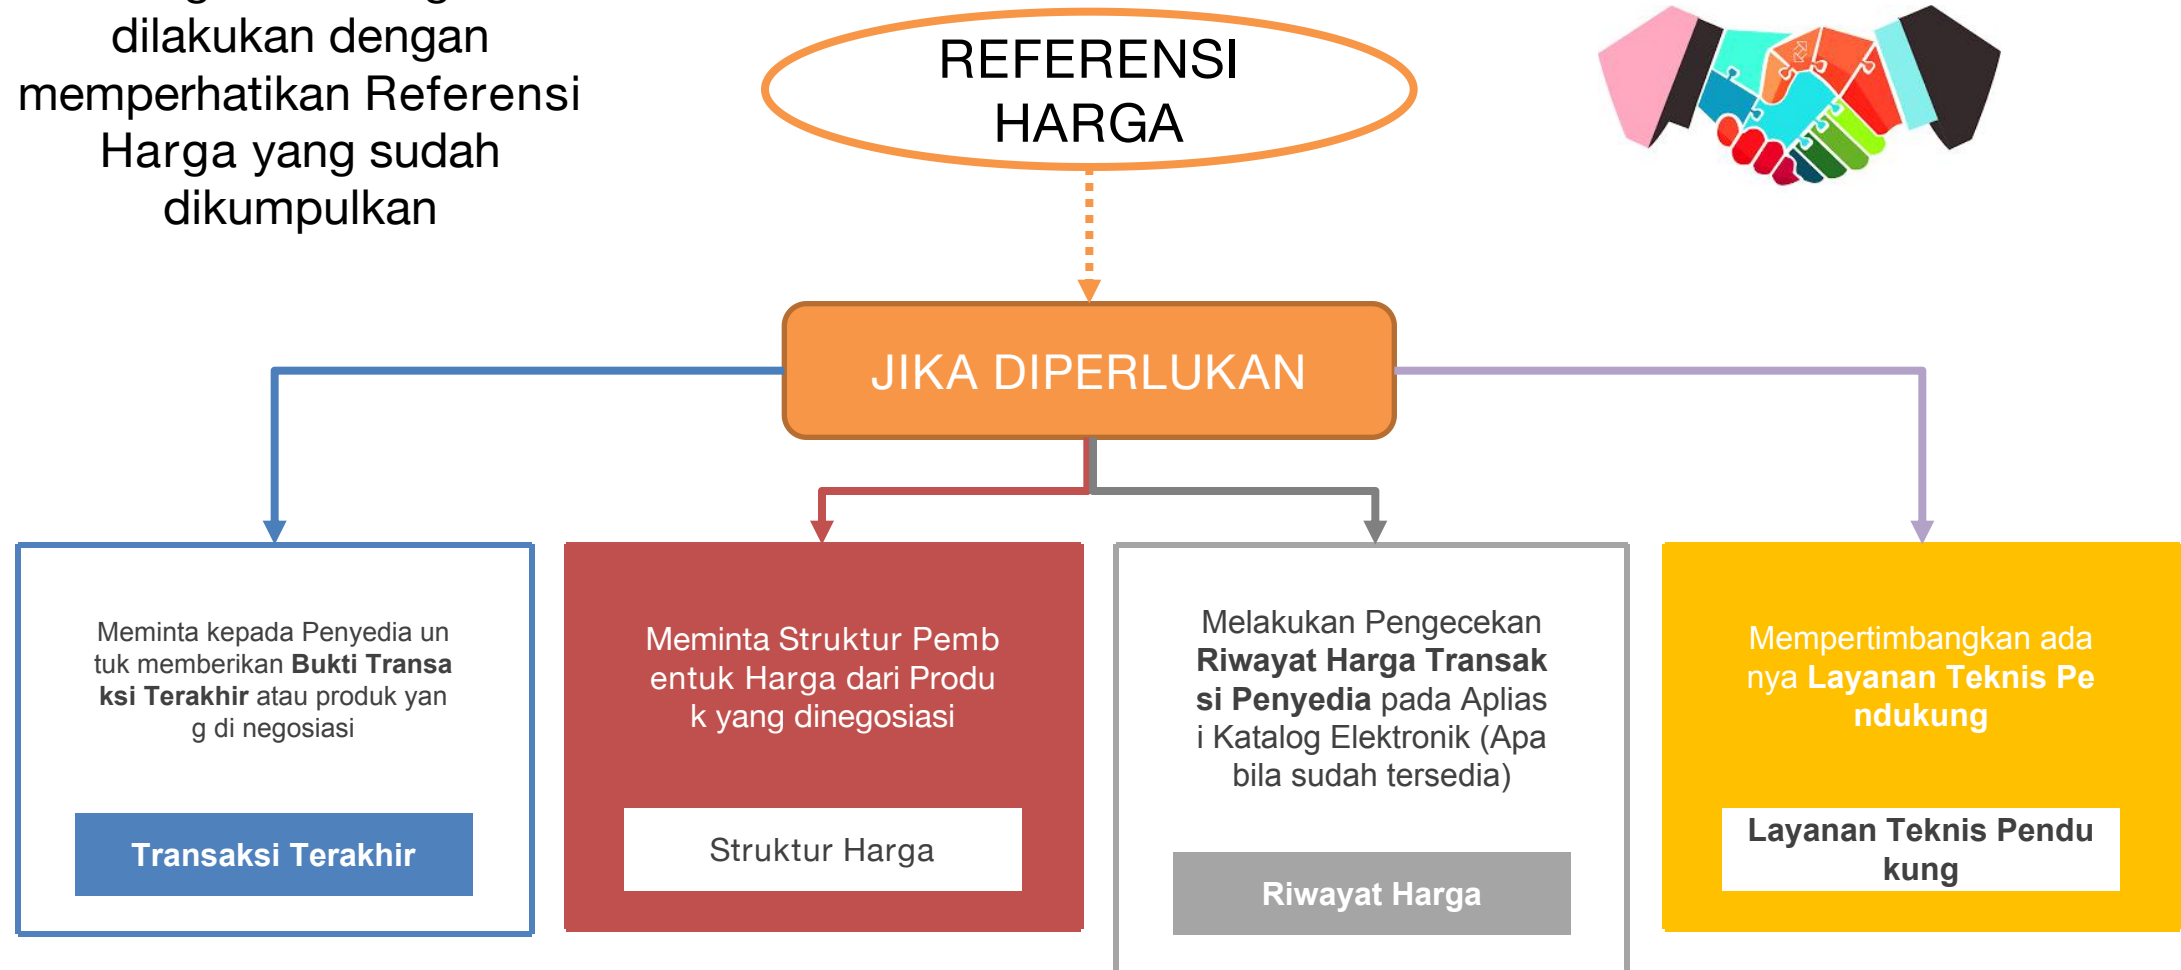 dilakukan dengan
memperhatikan Referensi
Harga yang sudah
dikumpulkan
REFERENSI
HARGA
JIKA DIPERLUKAN
Meminta kepada Penyedia un
tuk memberikan Bukti Transa
ksi Terakhir atau produk yan
g di negosiasi
Transaksi Terakhir
Meminta Struktur Pemb
entuk Harga dari Produ
k yang dinegosiasi
Struktur Harga
Melakukan Pengecekan
Riwayat Harga Transak
si Penyedia pada Aplias
i Katalog Elektronik (Apa
bila sudah tersedia)
Riwayat Harga
Mempertimbangkan ada
nya Layanan Teknis Pe
ndukung
Layanan Teknis Pendu
kung